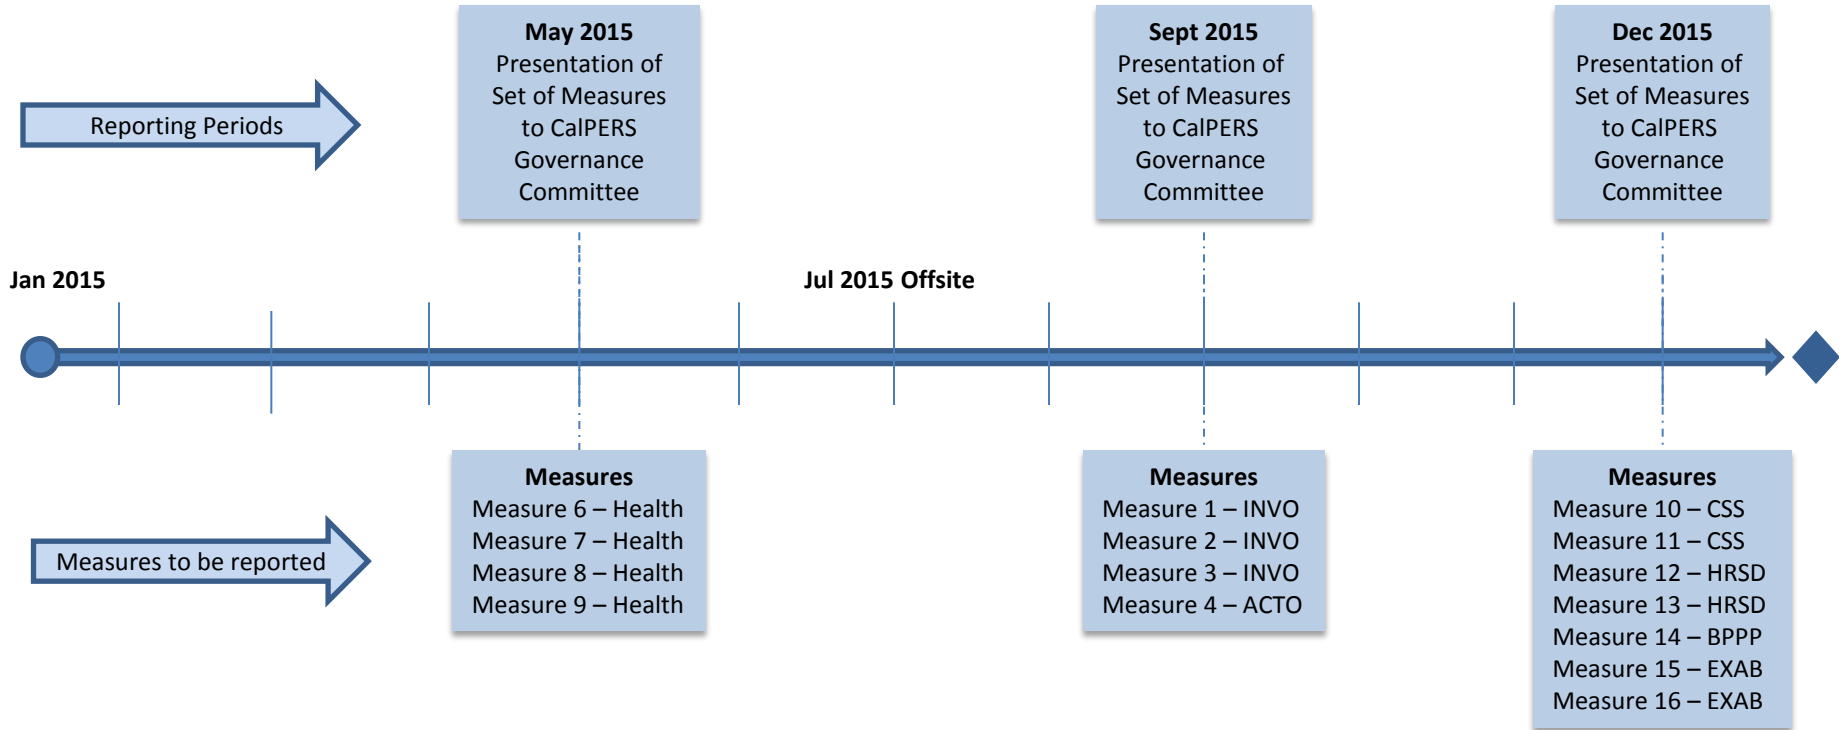 May 2015
Presentation of
Set of Measures
to CalPERS
Governance
Committee
Sept 2015
Presentation of
Set of Measures
to CalPERS
Governance
Committee
Dec 2015
Presentation of
Set of Measures
to CalPERS
Governance
Committee
Reporting Periods
Jan 2015
Jul 2015 Offsite
Measures to be reported
Measures
Measure 6 – Health
Measure 7 – Health
Measure 8 – Health
Measure 9 – Health
Measures
Measure 1 – INVO
Measure 2 – INVO
Measure 3 – INVO
Measure 4 – ACTO
Measures
Measure 10 – CSS
Measure 11 – CSS
Measure 12 – HRSD
Measure 13 – HRSD
Measure 14 – BPPP
Measure 15 – EXAB
Measure 16 – EXAB